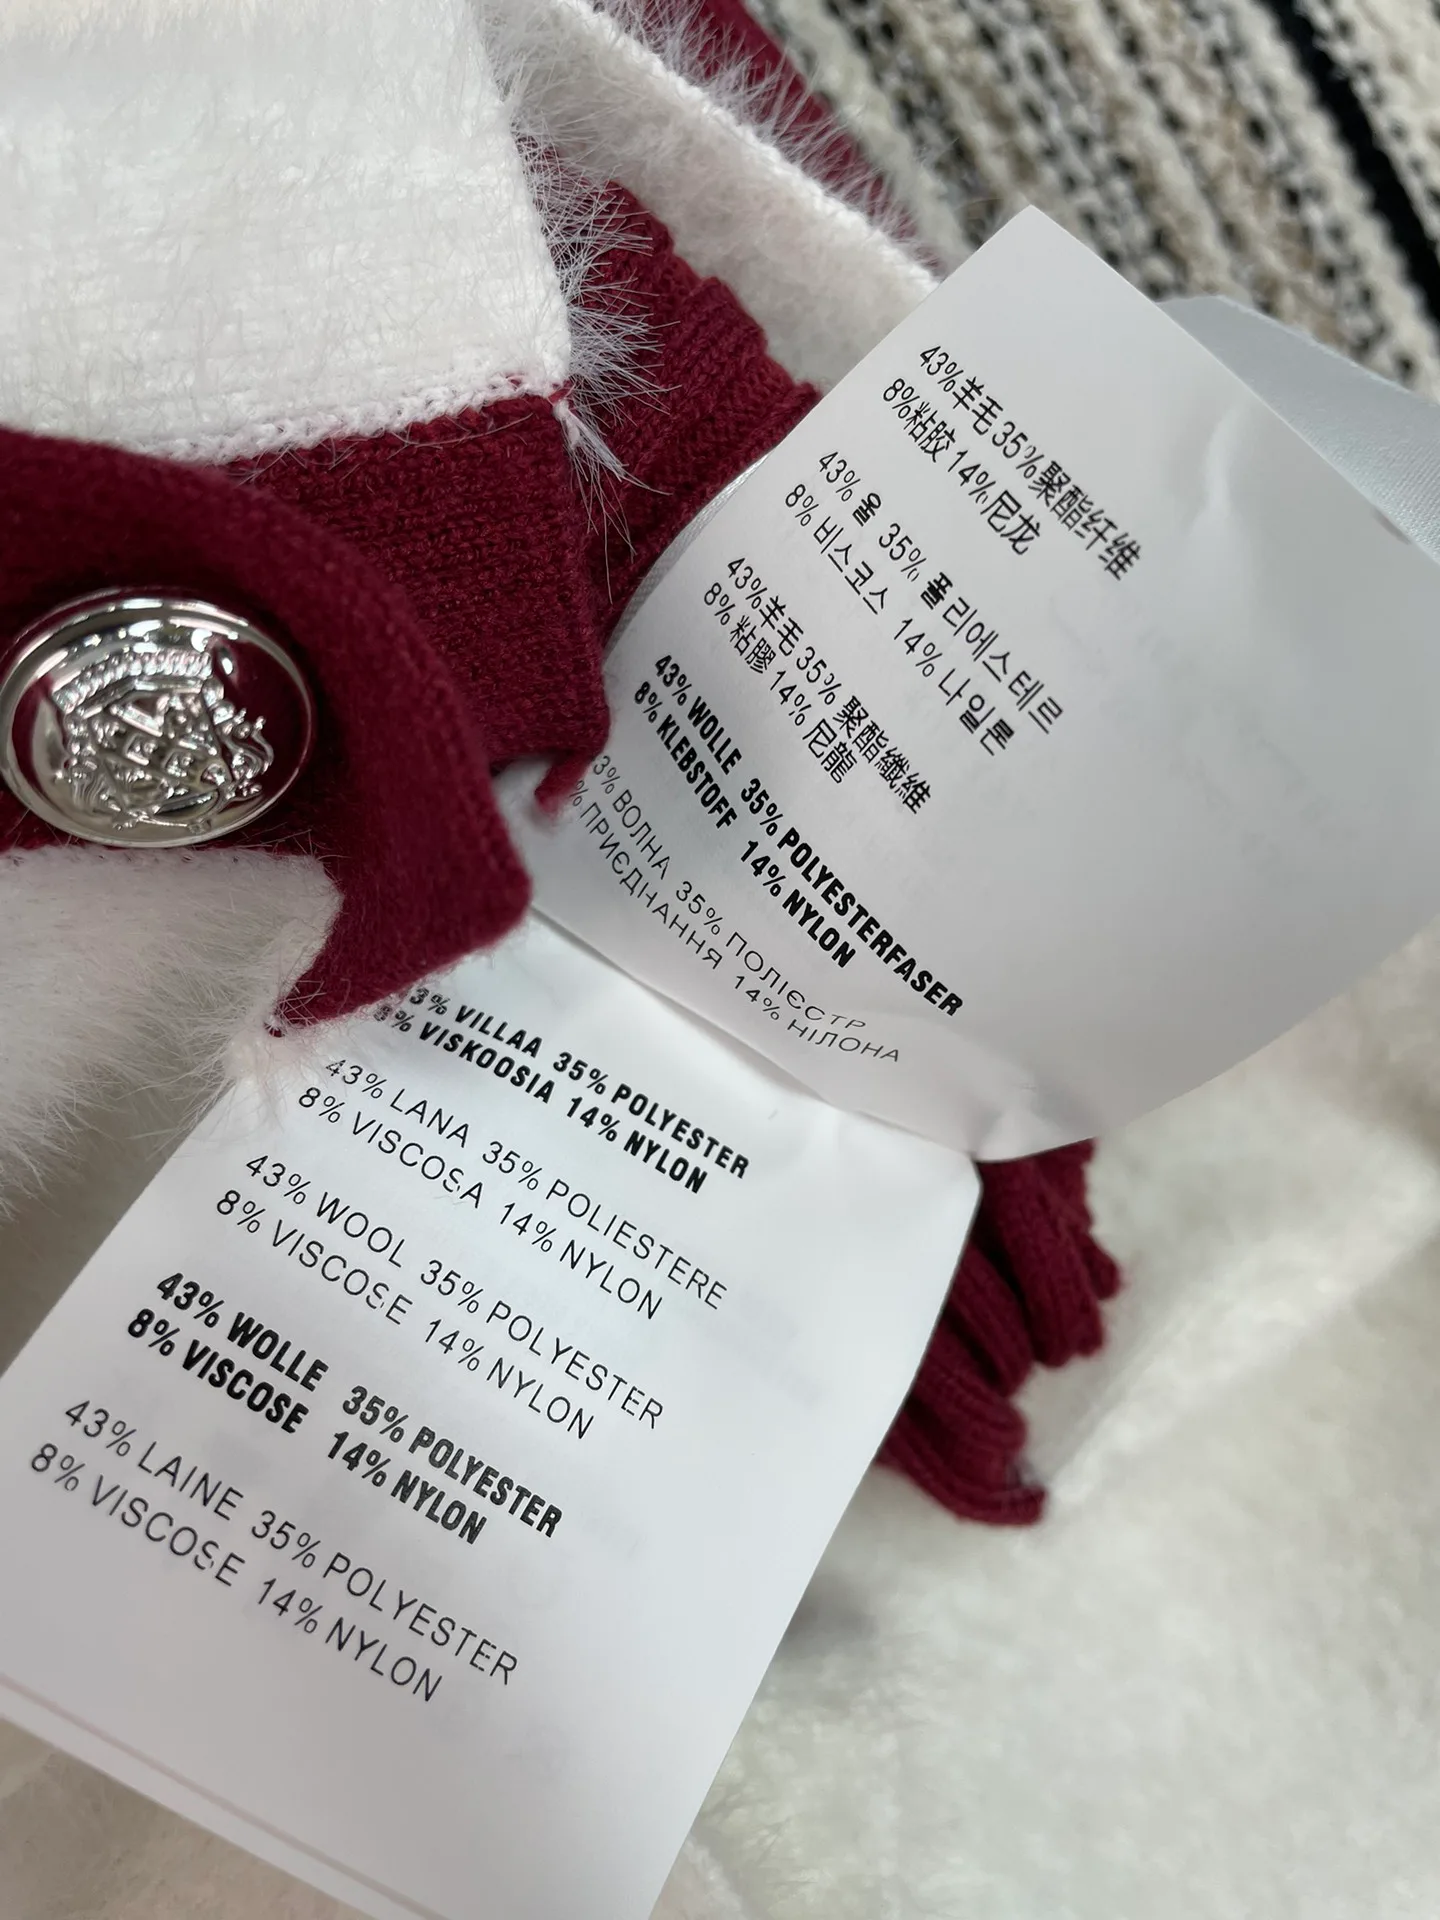 43%羊毛 35%聚酯纤维
8%粘胶 14%尼龙
43% 울 35% 폴리에스테르
8% 비스코스 14% 나일론
43%羊毛 35% 聚酯纖維
8% 粘膠 14% 尼龍
43% WOLLE 35% POLYESTERFASER
8% KLEBSTOFF 14% NYLON
3% ВОЛНА 35% ПОЛІЄСТР
% ПРИЄДНАННЯ 14% НІЛОНА
3% VILLAA 35% POLYESTER
8% VISKOOSIA 14% NYLON
43% LANA 35% POLIESTERE
8% VISCOSA 14% NYLON
43% WOOL 35% POLYESTER
8% VISCOSE 14% NYLON
43% WOLLE 35% POLYESTER
8% VISCOSE 14% NYLON
43% LAINE 35% POLYESTER
8% VISCOSE 14% NYLON